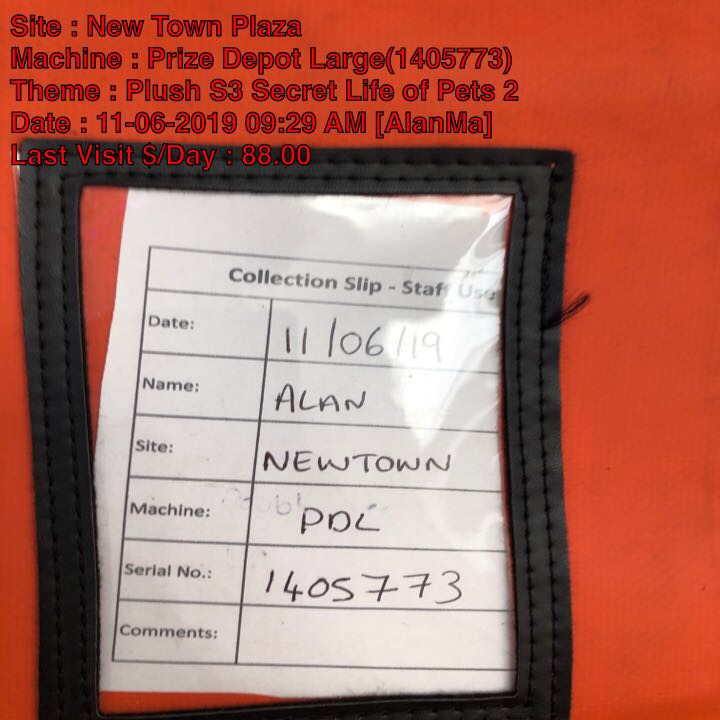 Site : New Town Plaza
Machine : Prize Depot Large(1405773)
Theme : Plush S3 Secret Life of Pets 2
Date : 11-06-2019 09:29 AM [AlanMa]
Last Visit $/Day : 88.00
Collection Slip - Staff Use
Date: 11/06/19
Name: ALAN
Site: NEWTOWN
Machine: PDL
Serial No.: 1405773
Comments: